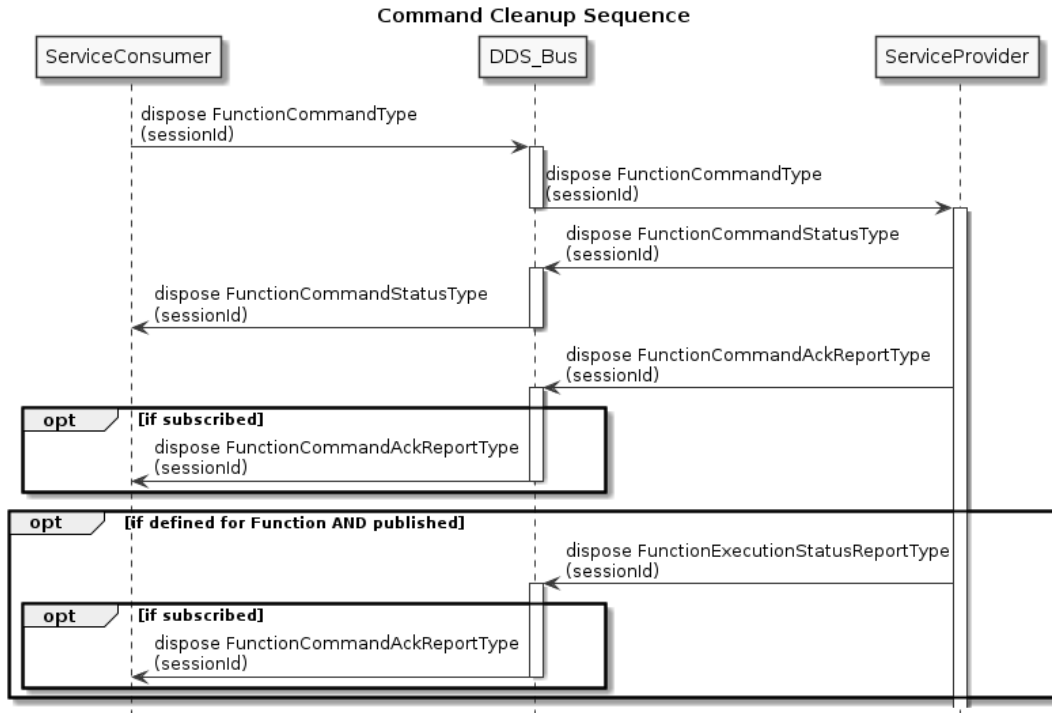 Command Cleanup Sequence
ServiceConsumer
DDS_Bus
ServiceProvider
dispose FunctionCommandType
(sessionId)
dispose FunctionCommandType
(sessionId)
dispose FunctionCommandStatusType
(sessionId)
dispose FunctionCommandStatusType
(sessionId)
dispose FunctionCommandAckReportType
(sessionId)
opt
[if subscribed]
dispose FunctionCommandAckReportType
(sessionId)
opt
[if defined for Function AND published]
dispose FunctionExecutionStatusReportType
(sessionId)
opt
[if subscribed]
dispose FunctionCommandAckReportType
(sessionId)